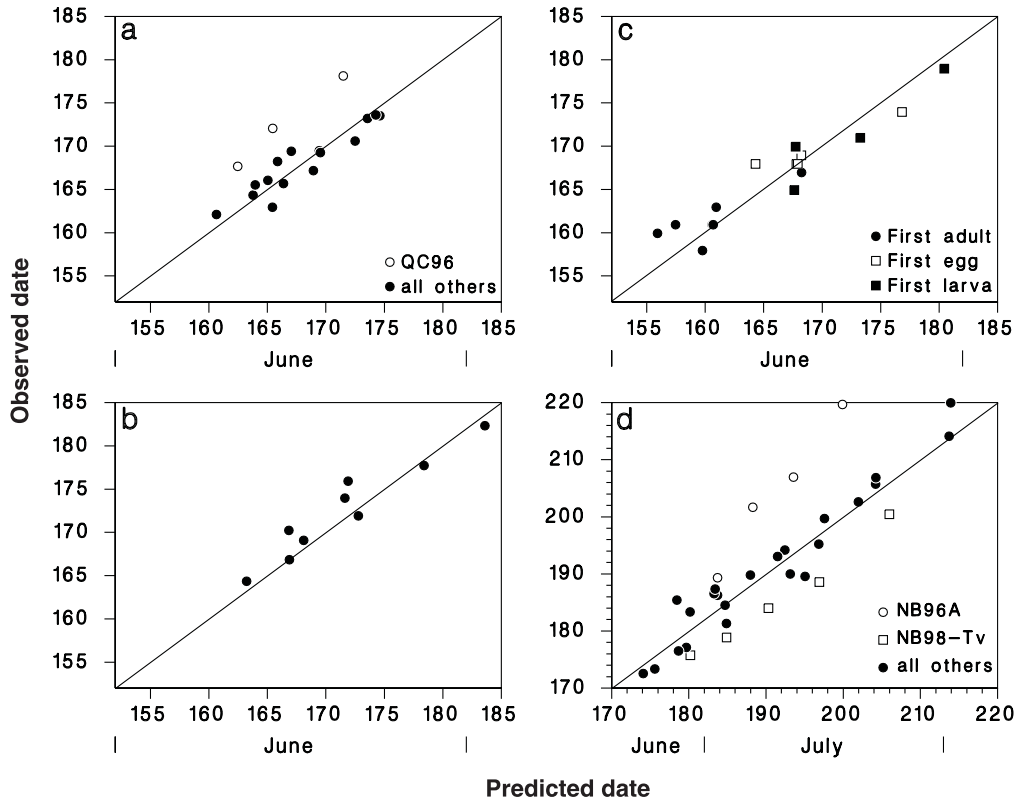 a
185
180
175
170
165
160
155
QC96
all others
155 160 165 170 175 185
| June |
c
185
180
175
170
165
160
155
First adult
First egg
First larva
155 160 165 170 175 180 185
| June |
Observed date
b
185
180
175
170
165
160
155
155 160 165 170 175 185
| June |
d
220
210
200
190
180
170
NB96A
NB98-Tv
all others
170 180 190 200 210 220
June | July |
Predicted date